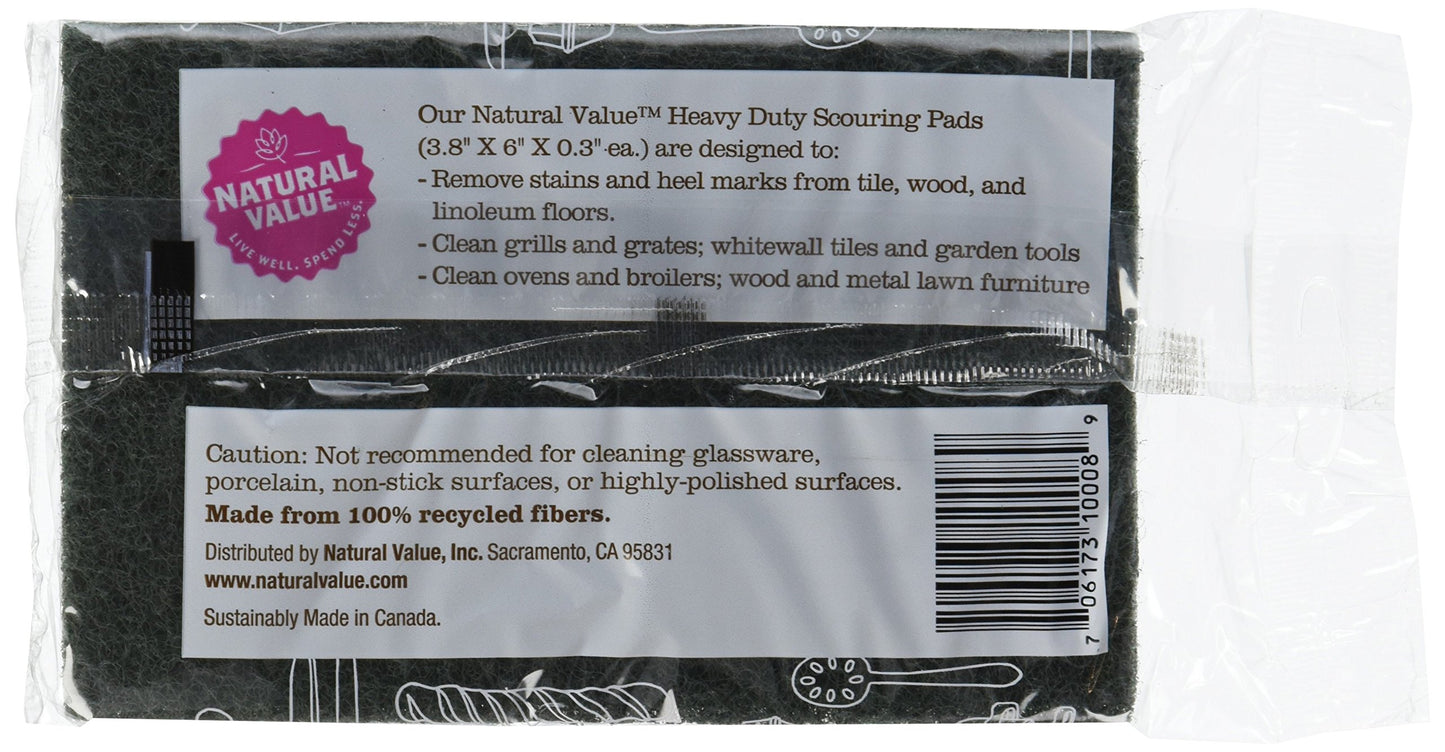 NATURAL
VALUE™
LIVE WELL. SPEND LESS.
Our Natural Value™ Heavy Duty Scouring Pads
(3.8" X 6" X 0.3" ea.) are designed to:
- Remove stains and heel marks from tile, wood, and
linoleum floors.
- Clean grills and grates; whitewall tiles and garden tools
- Clean ovens and broilers; wood and metal lawn furniture
Caution: Not recommended for cleaning glassware,
porcelain, non-stick surfaces, or highly-polished surfaces.
Made from 100% recycled fibers.
Distributed by Natural Value, Inc. Sacramento, CA 95831
www.naturalvalue.com
Sustainably Made in Canada.
7 06173 10008 9